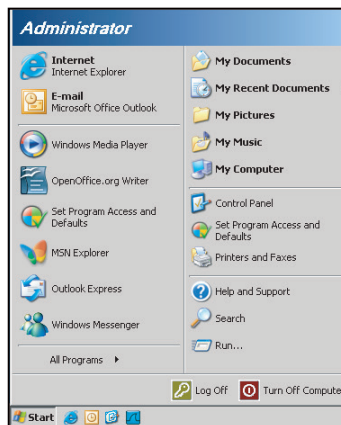 Administrator
Internet
Internet Explorer
E-mail
Microsoft Office Outlook
Windows Media Player
OpenOffice.org Writer
Set Program Access and
Defaults
MSN Explorer
Outlook Express
Windows Messenger
All Programs
My Documents
My Recent Documents
My Pictures
My Music
My Computer
Control Panel
Set Program Access and
Defaults
Printers and Faxes
Help and Support
Search
Run...
Log Off
Turn Off Compute
Start